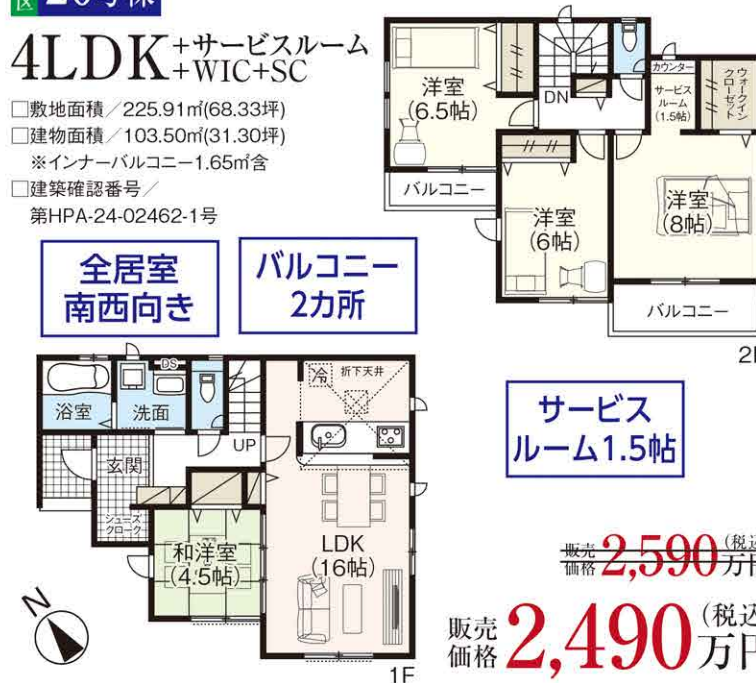 4LDK+サービスルーム
+WIC+SC
□敷地面積／225.91㎡(68.33坪)
□建物面積／103.50㎡(31.30坪)
※インナーバルコニー1.65㎡含
□建築確認番号／
第HPA-24-02462-1号
全居室
南西向き
バルコニー
2カ所
洋室
(6.5帖)
DN
カウンター
サービス
ルーム
(1.5帖)
ウォークイン
クローゼット
バルコニー
洋室
(6帖)
洋室
(8帖)
バルコニー
サービス
ルーム1.5帖
浴室
洗面
DS
UP
冷
折下天井
玄関
シューズ
クローク
和洋室
(4.5帖)
LDK
(16帖)
N
1F
販売
価格
2,590万円
販売
価格
2,490万円